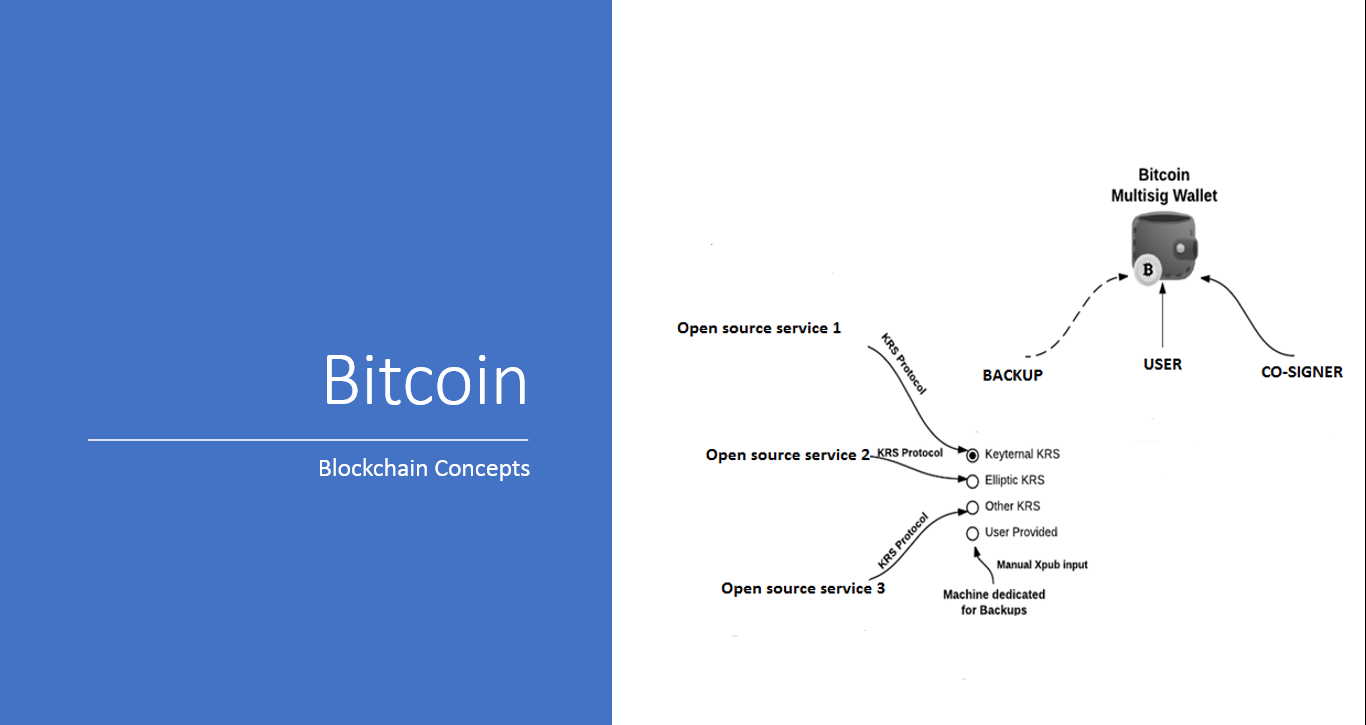 Bitcoin
Blockchain Concepts
Bitcoin
Multisig Wallet
B
BACKUP
USER
CO-SIGNER
Open source service 1
KRS Protocol
Open source service 2
KRS Protocol
Open source service 3
KRS Protocol
Keyternal KRS
Elliptic KRS
Other KRS
User Provided
Manual Xpub input
Machine dedicated
for Backups